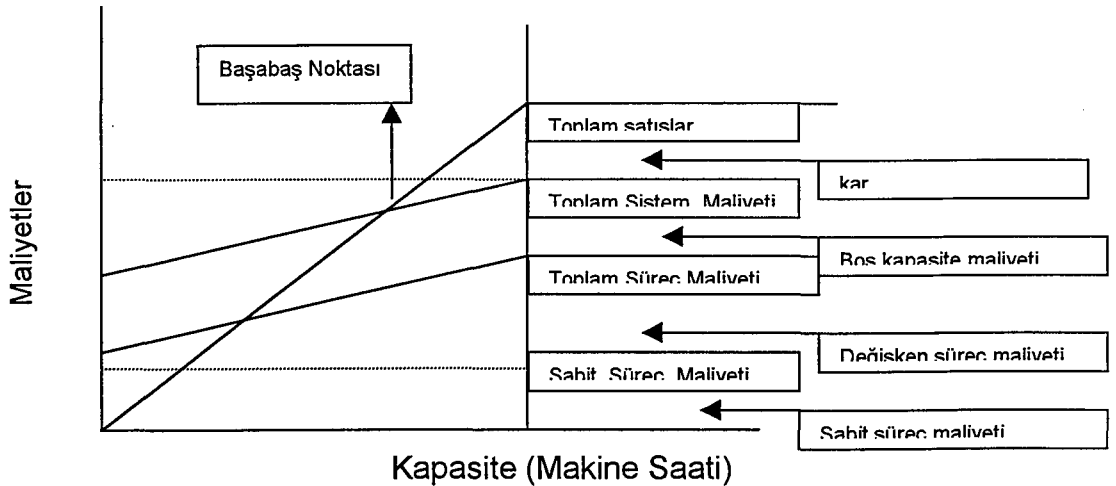 Başabaş Noktası
Toplam satışlar
kar
Toplam Sistem Maliyeti
Boş kapasite maliyeti
Toplam Süreç Maliyeti
Değişken süreç maliyeti
Sabit Süreç Maliyeti
Sabit süreç maliyeti
Maliyetler
Kapasite (Makine Saati)